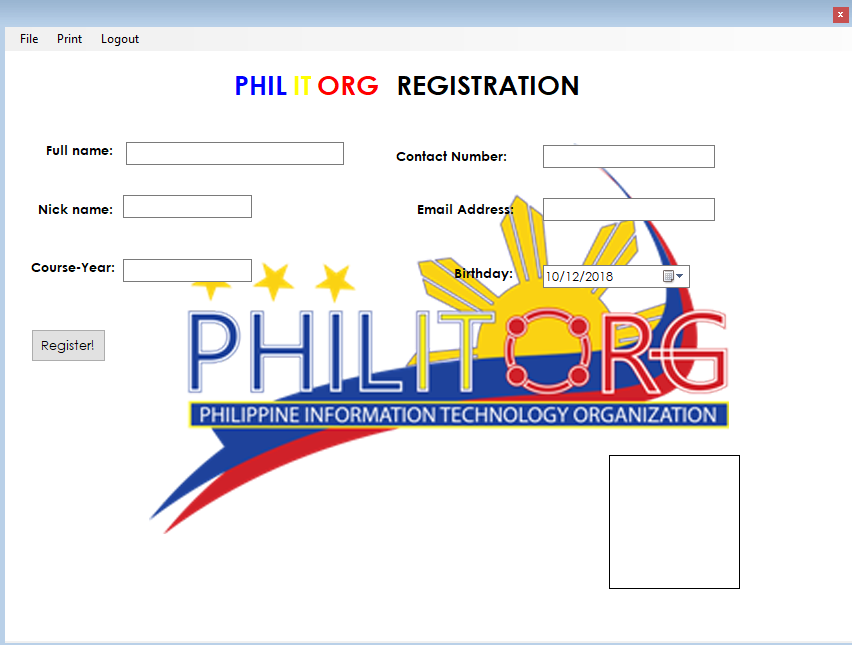 x
File Print Logout
PHIL IT ORG REGISTRATION
Full name:
Contact Number:
Nick name:
Email Address:
Course-Year:
Birthday: 10/12/2018
Register!
PHILITORG
PHILIPPINE INFORMATION TECHNOLOGY ORGANIZATION